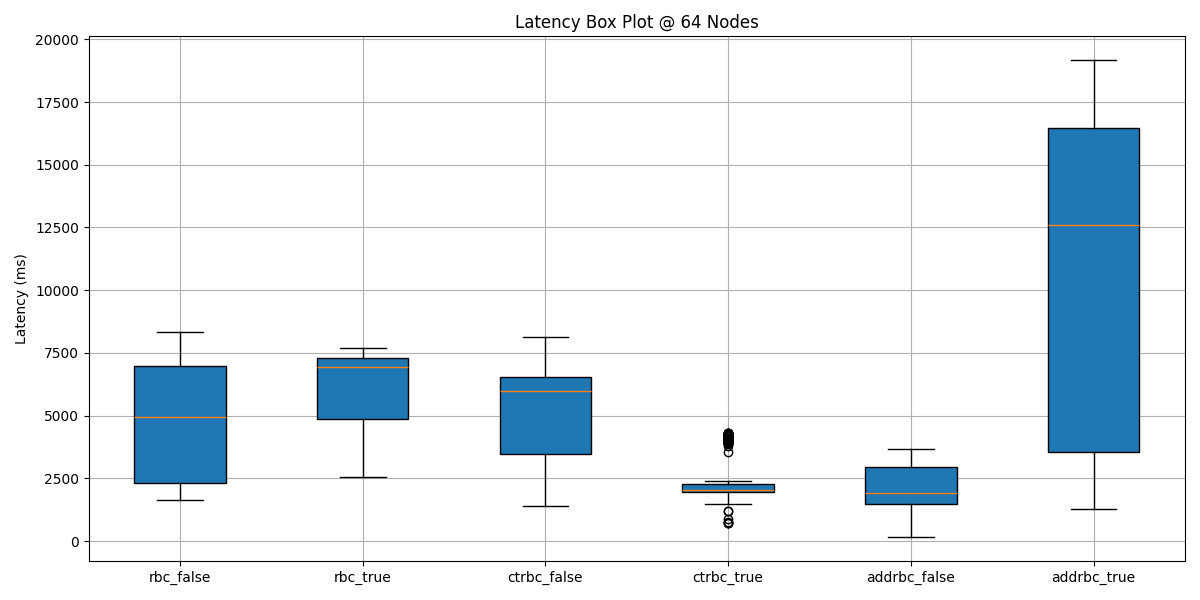 Latency Box Plot @ 64 Nodes
20000
17500
15000
12500
10000
7500
5000
2500
0
Latency (ms)
rbc_false
rbc_true
ctrbc_false
ctrbc_true
addrbc_false
addrbc_true